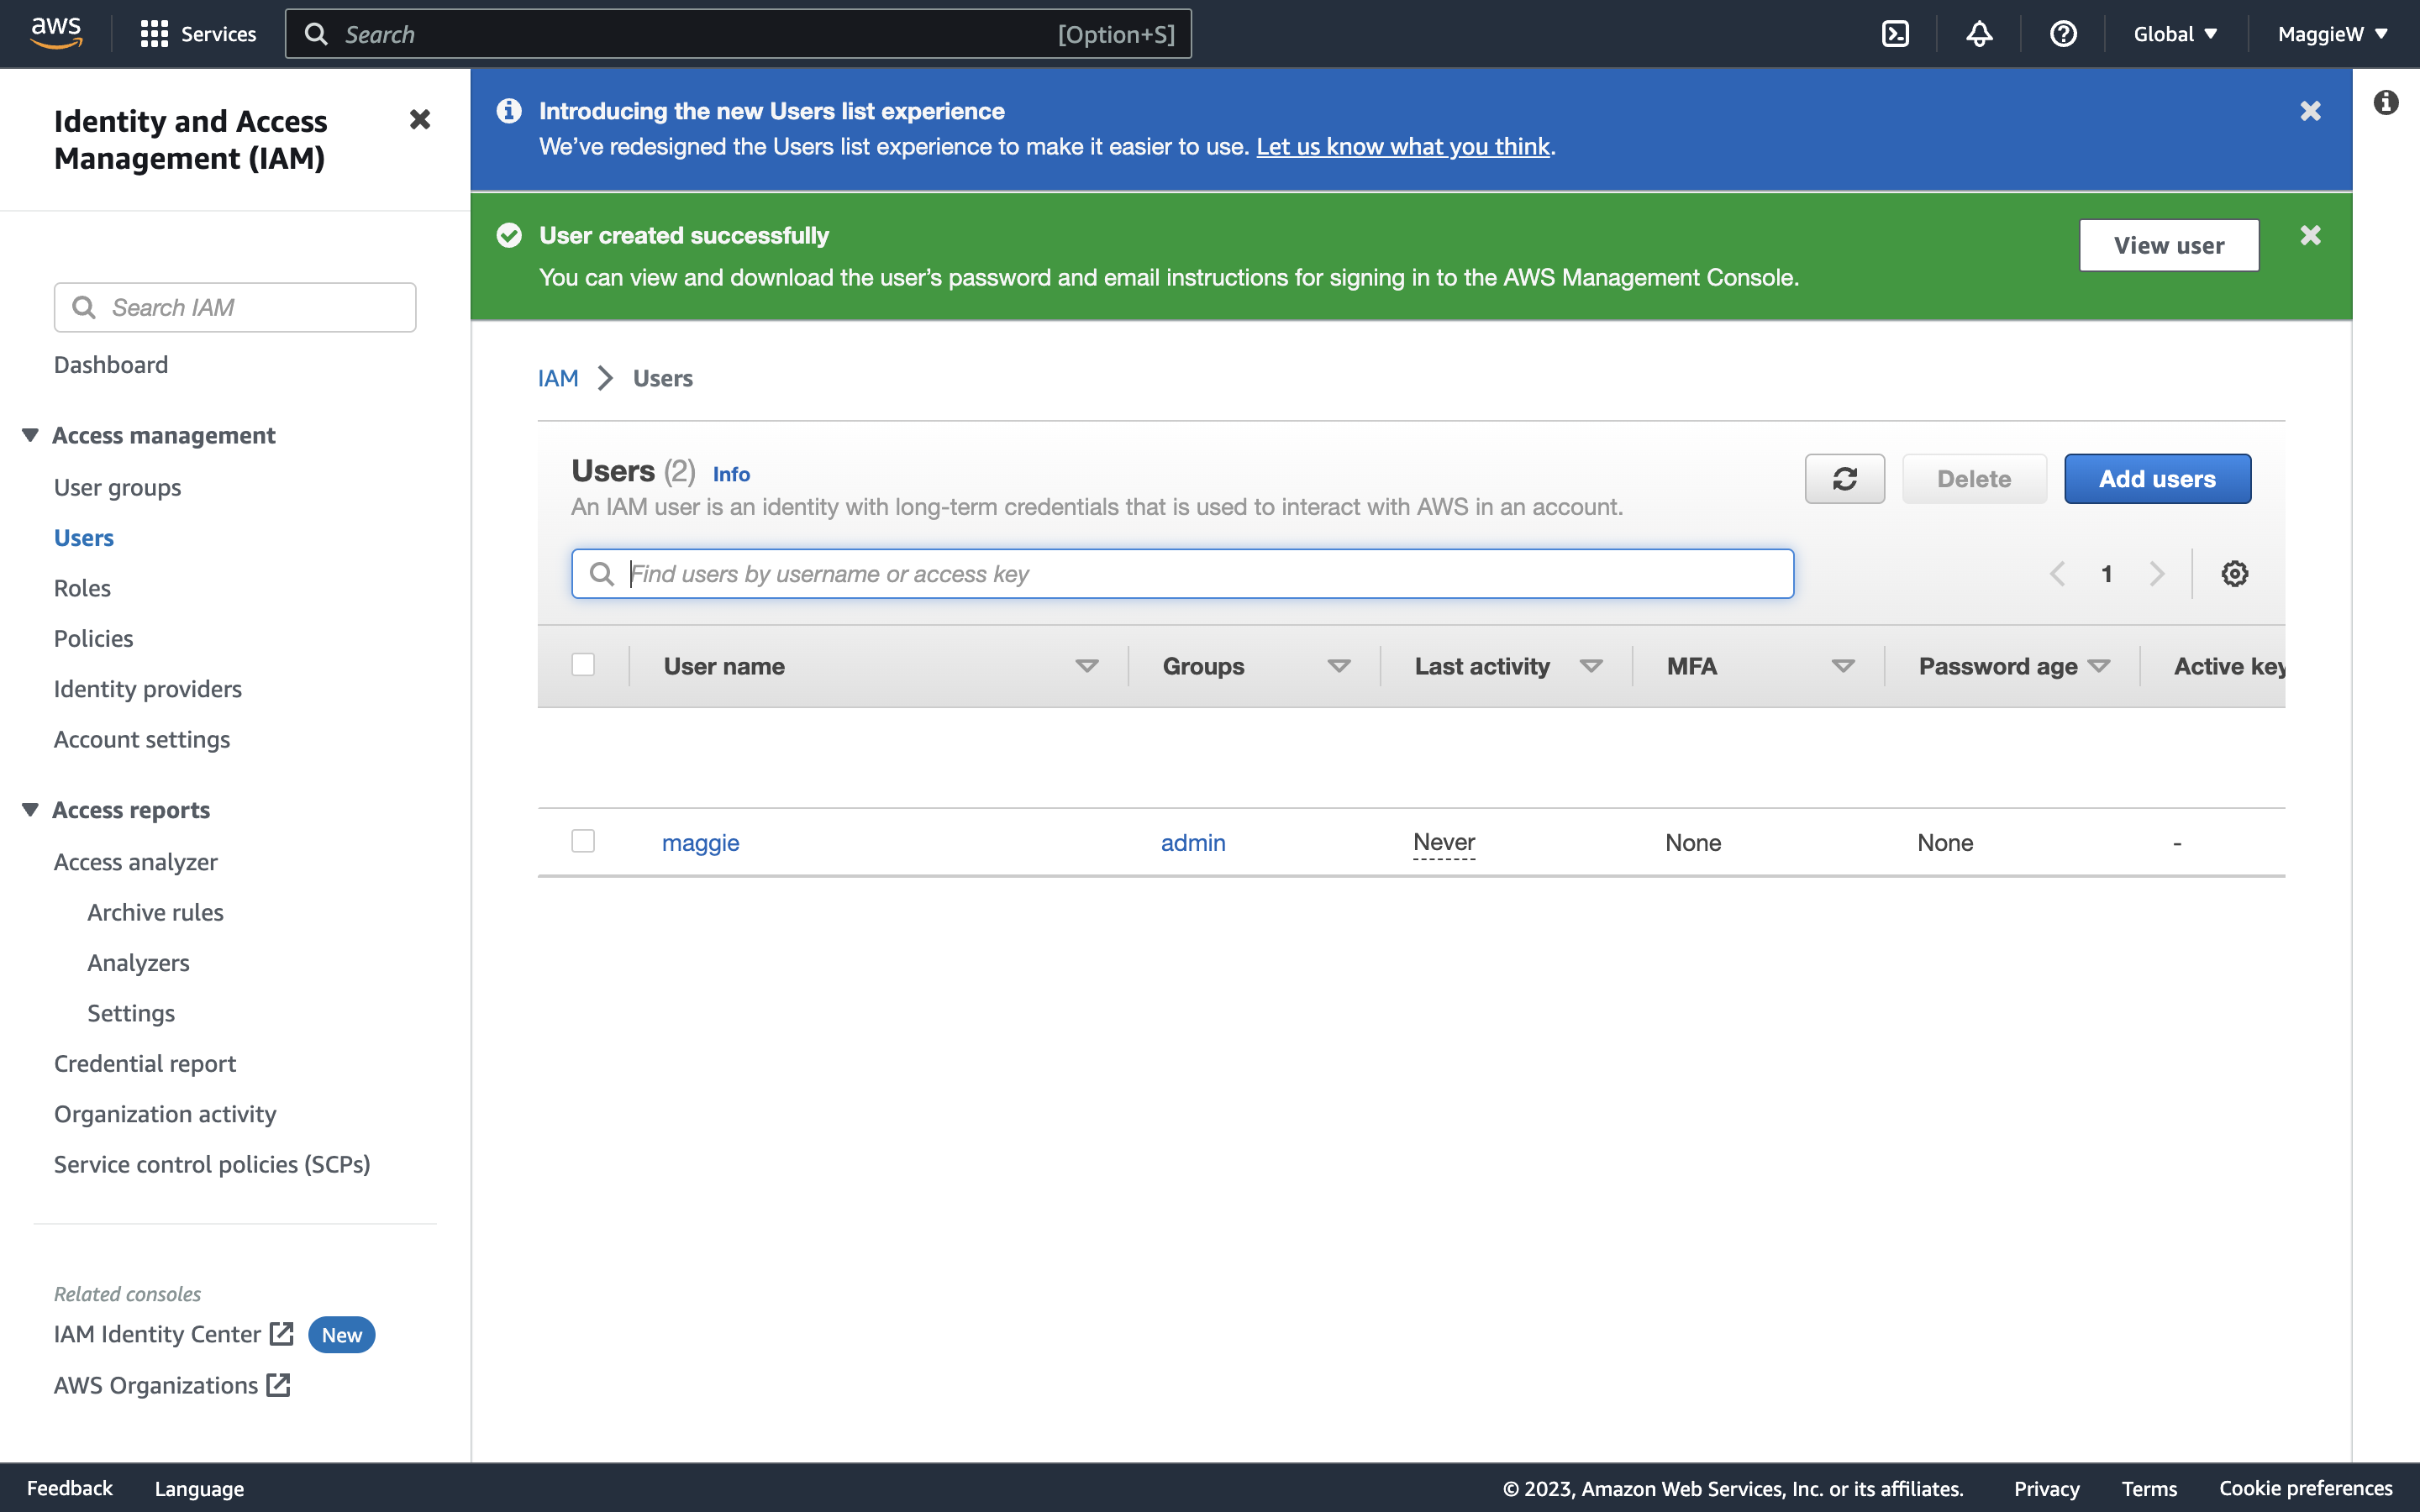 aws
Services
Search
[Option+S]
Global
MaggieW
Identity and Access
Management (IAM)
Search IAM
Dashboard
Access management
User groups
Users
Roles
Policies
Identity providers
Account settings
Access reports
Access analyzer
Archive rules
Analyzers
Settings
Credential report
Organization activity
Service control policies (SCPs)
Related consoles
IAM Identity Center
New
AWS Organizations
Introducing the new Users list experience
We’ve redesigned the Users list experience to make it easier to use. Let us know what you think.
User created successfully
You can view and download the user’s password and email instructions for signing in to the AWS Management Console.
View user
IAM
Users
Users (2) Info
An IAM user is an identity with long-term credentials that is used to interact with AWS in an account.
Delete
Add users
Find users by username or access key
1
User name
Groups
Last activity
MFA
Password age
Active key
maggie
admin
Never
None
None
-
Feedback
Language
© 2023, Amazon Web Services, Inc. or its affiliates.
Privacy
Terms
Cookie preferences